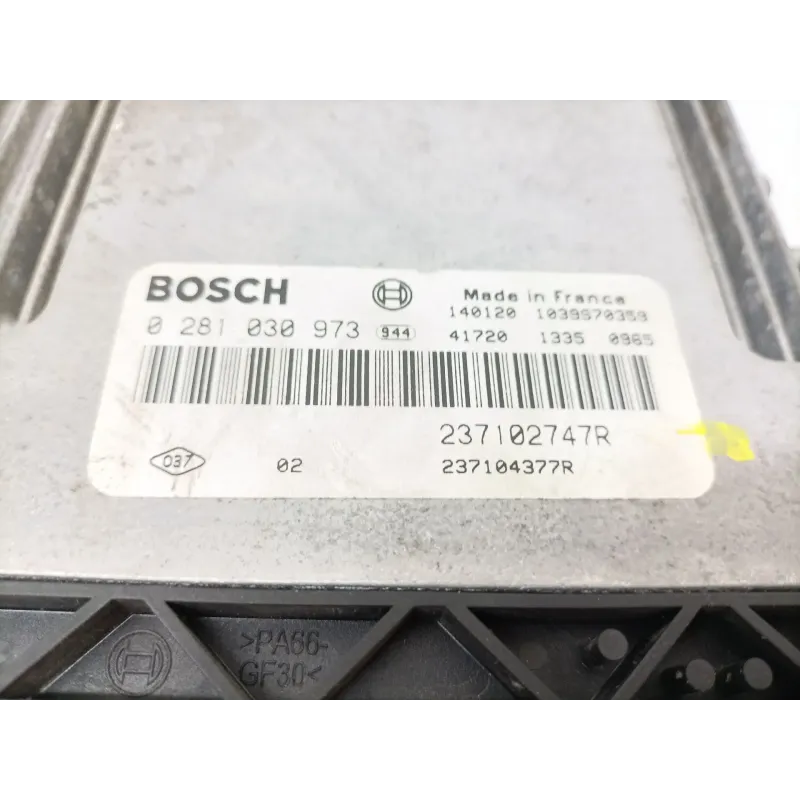 BOSCH Made in France
140120 1039S70359
0 281 030 973 944 41720 1335 0965
237102747R
037 02 237104377R
>PA66-
GF30<